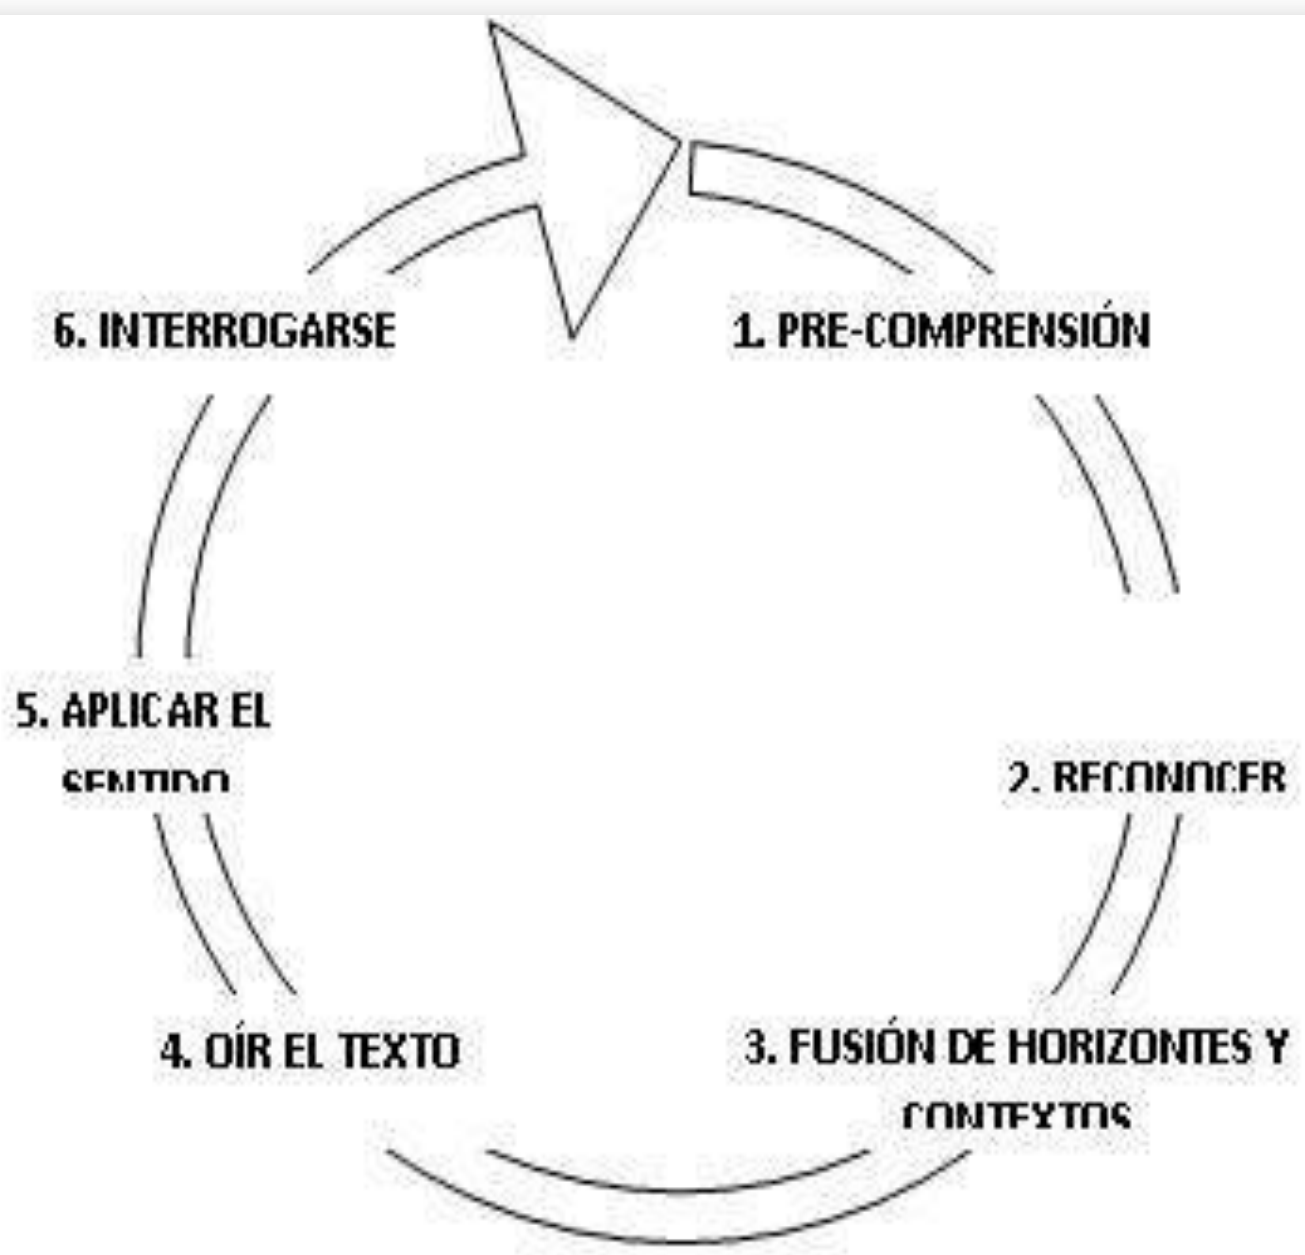 1. PRE-COMPRENSIÓN
2. RECONOCER
3. FUSIÓN DE HORIZONTES Y
CONTEXTOS
4. OÍR EL TEXTO
5. APLICAR EL
SENTIDO
6. INTERROGARSE